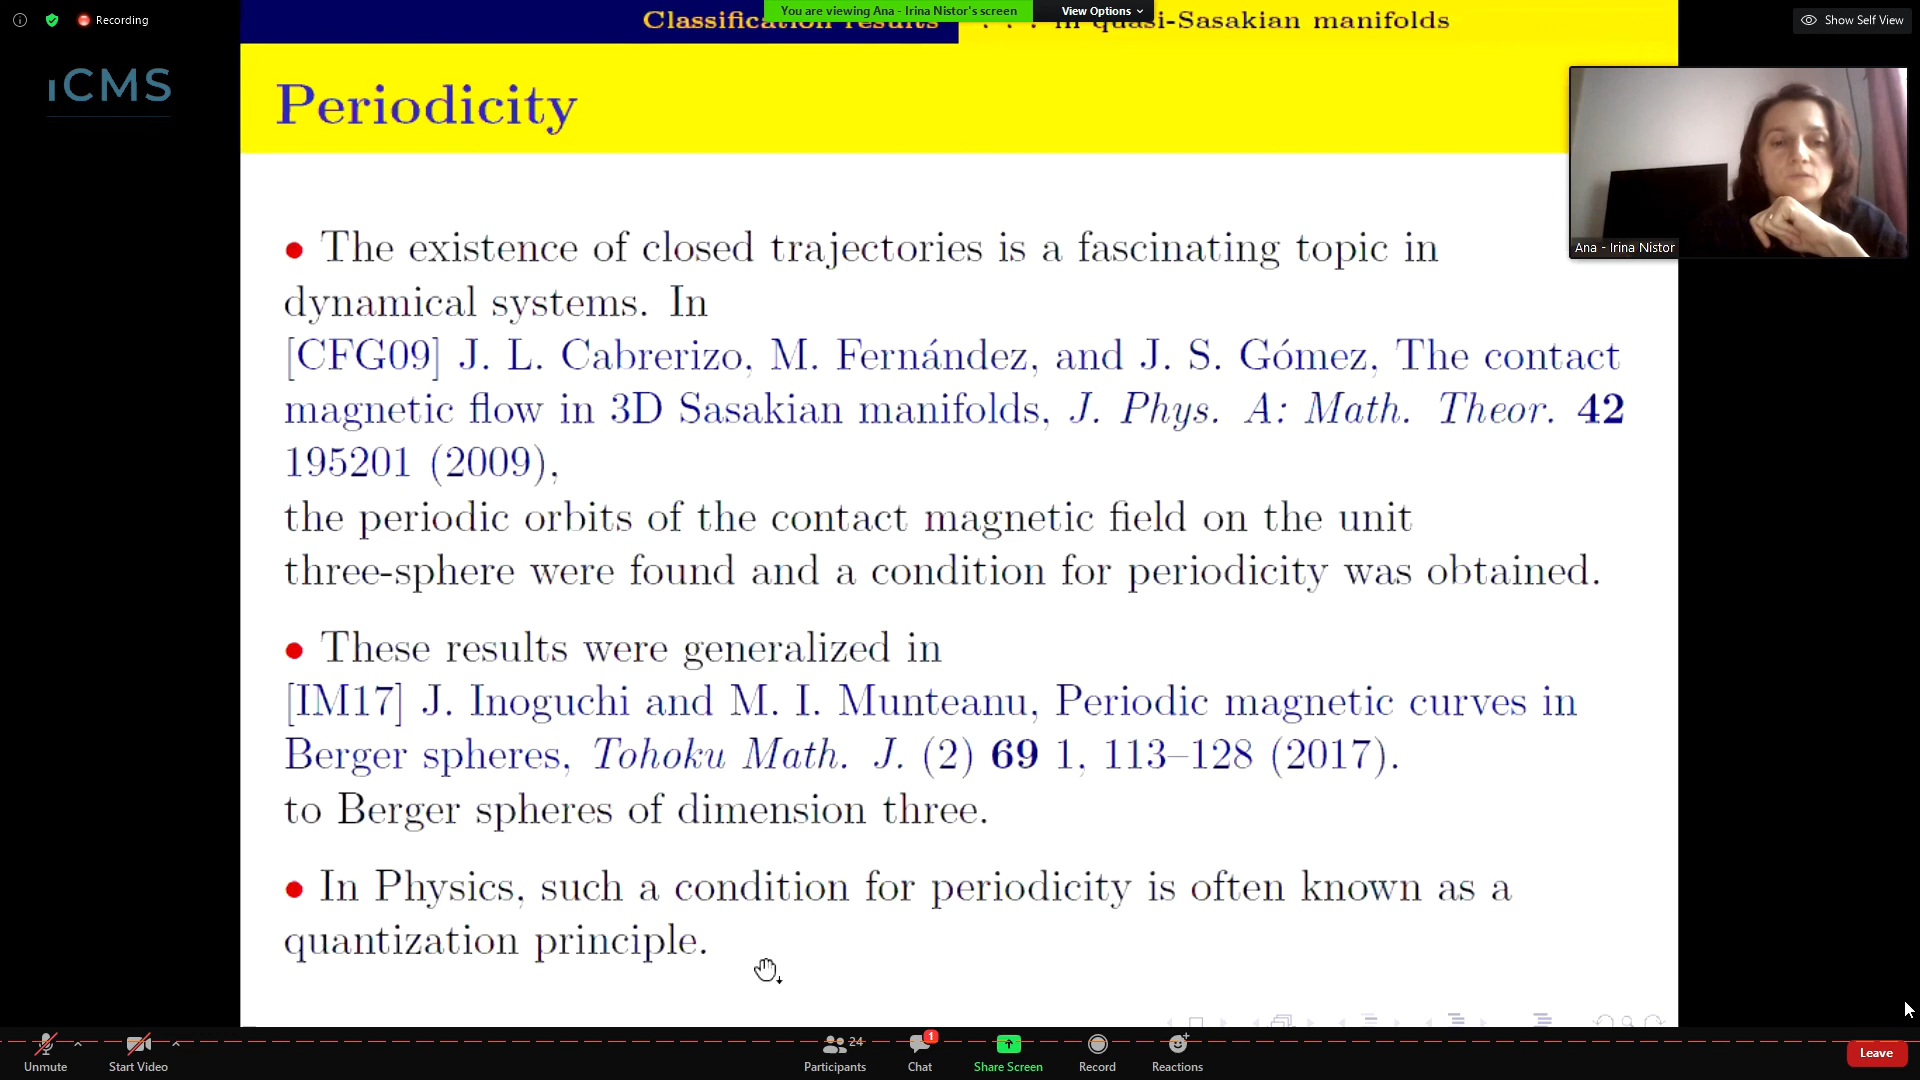 Recording
You are viewing Ana - Irina Nistor's screen
View Options
Show Self View
Classification results
in quasi-Sasakian manifolds
iCMS
Periodicity
Ana - Irina Nistor
• The existence of closed trajectories is a fascinating topic in
dynamical systems. In
[CFG09] J. L. Cabrerizo, M. Fernández, and J. S. Gómez, The contact
magnetic flow in 3D Sasakian manifolds, J. Phys. A: Math. Theor. 42
195201 (2009),
the periodic orbits of the contact magnetic field on the unit
three-sphere were found and a condition for periodicity was obtained.
• These results were generalized in
[IM17] J. Inoguchi and M. I. Munteanu, Periodic magnetic curves in
Berger spheres, Tohoku Math. J. (2) 69 1, 113–128 (2017).
to Berger spheres of dimension three.
• In Physics, such a condition for periodicity is often known as a
quantization principle.
Unmute
Start Video
Participants
24
Chat
1
Share Screen
Record
Reactions
Leave